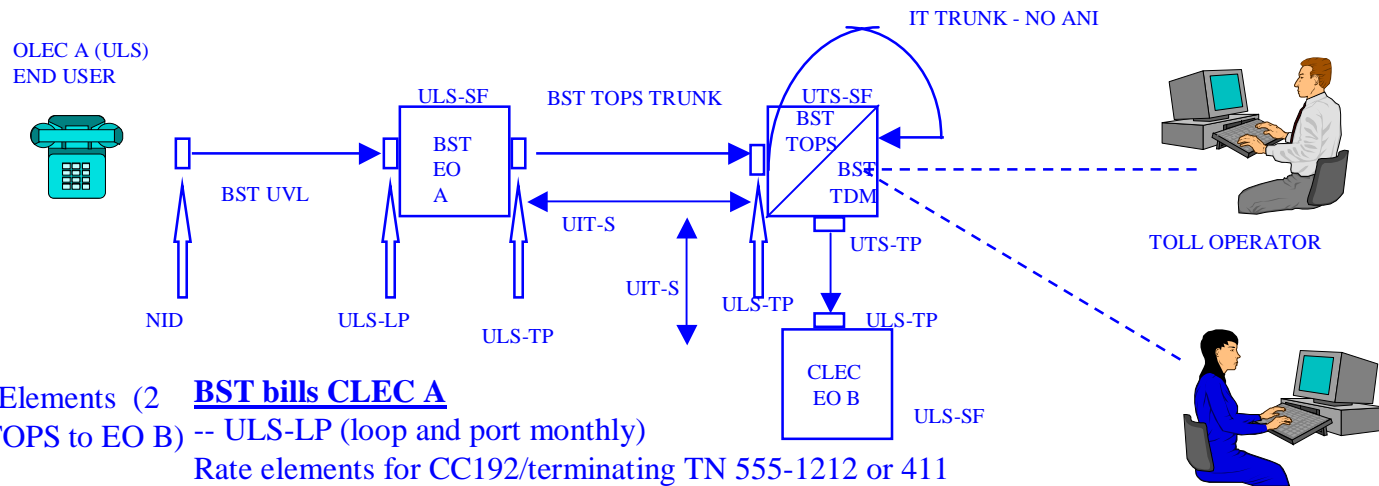 IT TRUNK - NO ANI
OLEC A (ULS)
END USER
ULS-SF
BST TOPS TRUNK
UTS-SF
BST
EO
A
BST
TOPS
BST
TDM
BST UVL
UIT-S
UTS-TP
TOLL OPERATOR
UIT-S
ULS-TP
NID
ULS-LP
ULS-TP
ULS-TP
CLEC
EO B
ULS-SF
Elements (2
TOPS to EO B)
BST bills CLEC A
-- ULS-LP (loop and port monthly)
Rate elements for CC192/terminating TN 555-1212 or 411